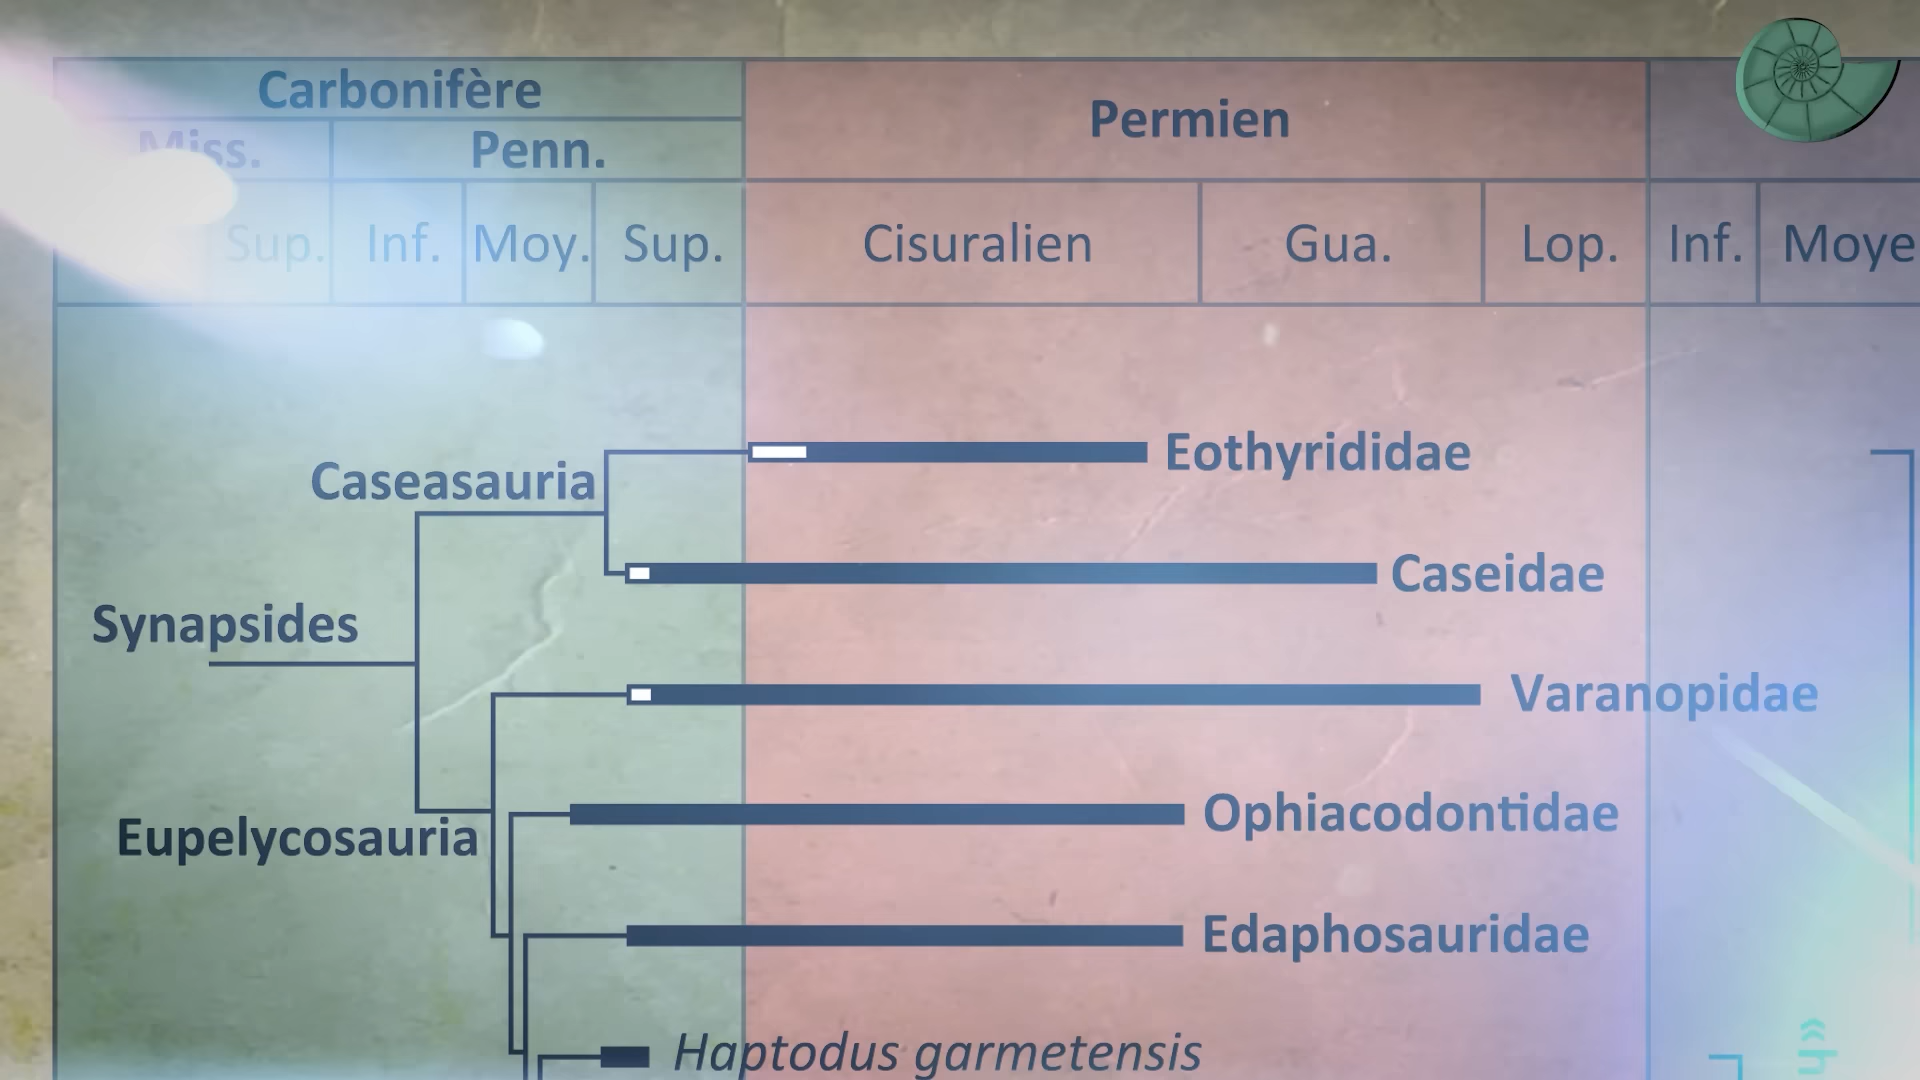 Carbonifère
Permien
Miss.
Penn.
Sup.
Inf.
Moy.
Sup.
Cisuralien
Gua.
Lop.
Inf.
Moye
Eothyrididae
Caseasauria
Caseidae
Synapsides
Varanopidae
Ophiacodontidae
Eupelycosauria
Edaphosauridae
Haptodus garmetensis